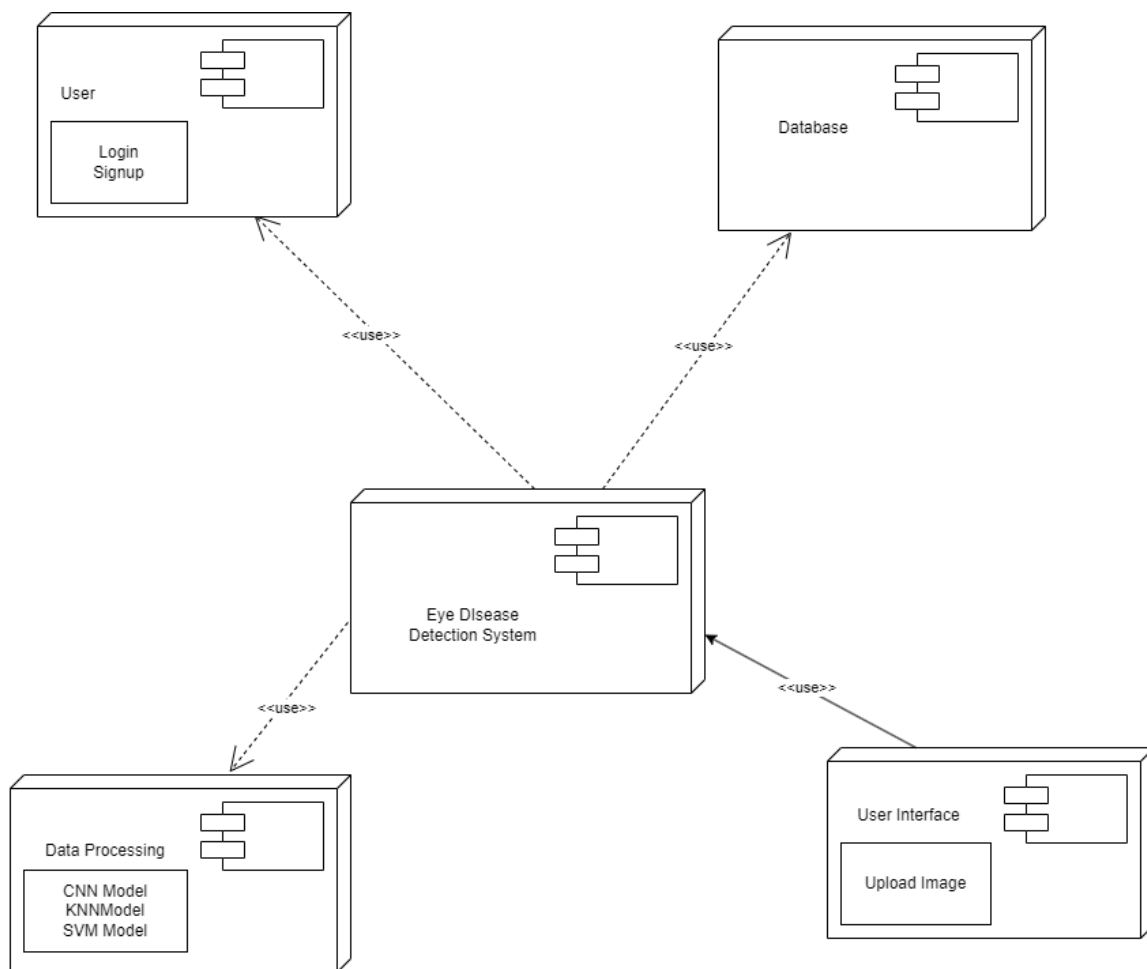 User
Login
Signup
Database
<<use>>
<<use>>
Eye DIsease
Detection System
<<use>>
<<use>>
Data Processing
CNN Model
KNNModel
SVM Model
User Interface
Upload Image